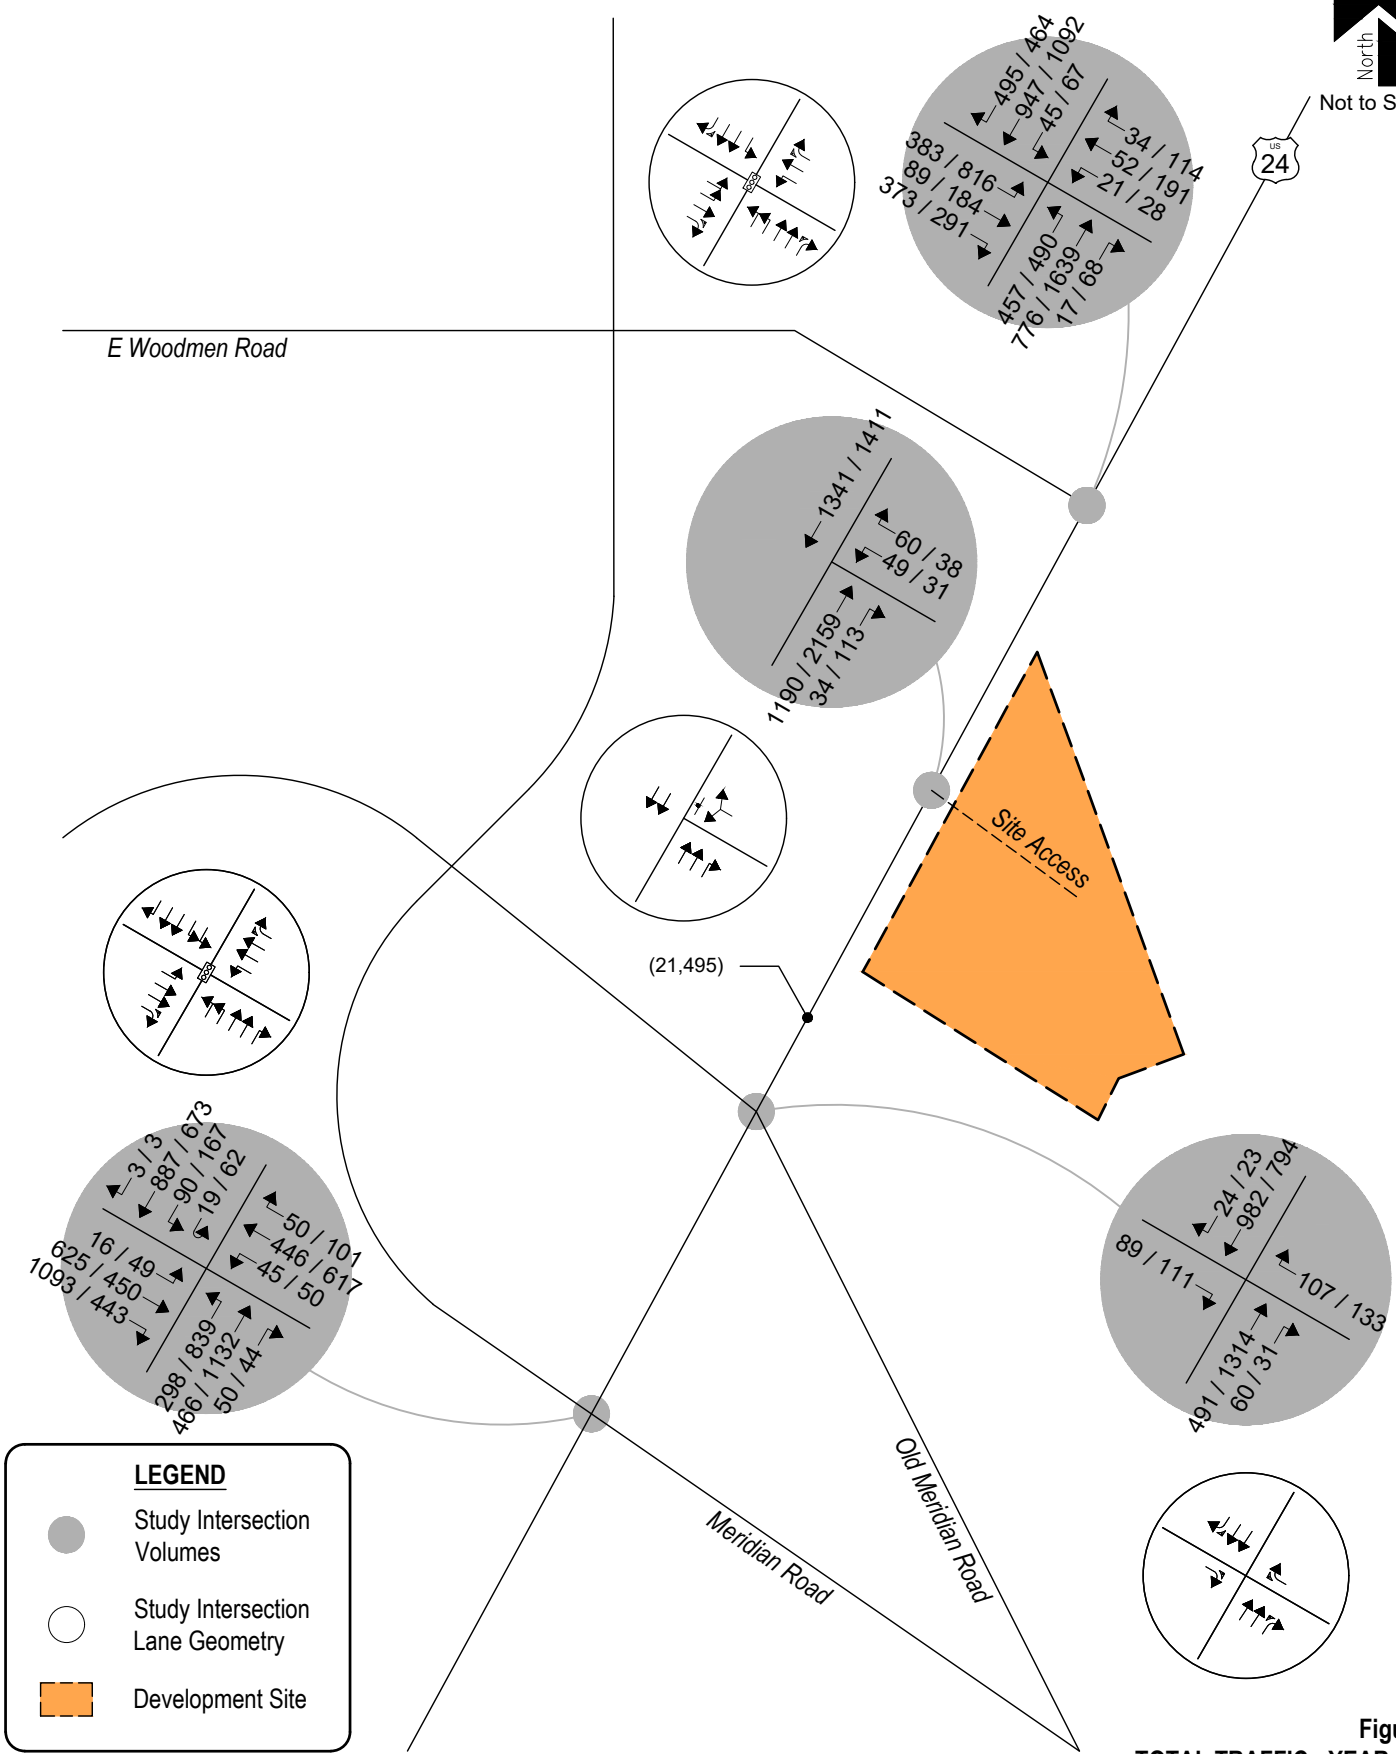 North
Not to S
US
24
495 / 464
947 / 1092
45 / 67
34 / 114
52 / 191
21 / 28
383 / 816
89 / 184
373 / 291
457 / 490
776 / 1639
17 / 68
E Woodmen Road
1341 / 1411
60 / 38
49 / 31
1190 / 2159
34 / 113
Site Access
(21,495)
3 / 3
887 / 673
90 / 167
19 / 62
50 / 101
446 / 617
45 / 50
16 / 49
625 / 450
1093 / 443
298 / 839
466 / 1132
50 / 44
24 / 23
982 / 794
89 / 111
107 / 133
491 / 1314
60 / 31
Old Meridian Road
Meridian Road
LEGEND
Study Intersection
Volumes
Study Intersection
Lane Geometry
Development Site
Figu
TOTAL TRAFFIC - YEAR